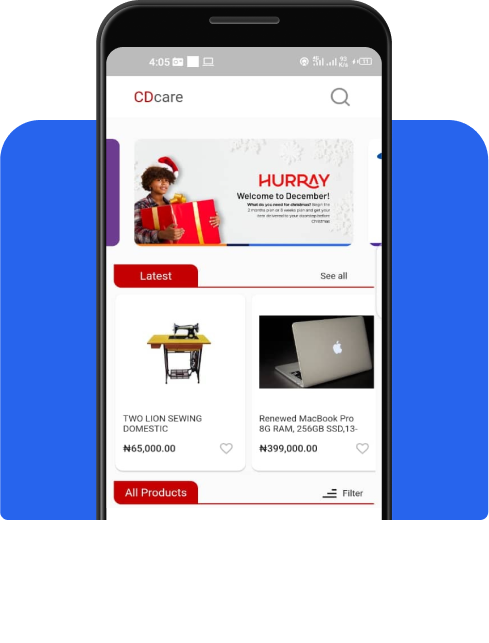 4:05
CDcare
HURRAY
Welcome to December!
What do you need for christmas? Begin the
3 months plan or 5 weeks plan and get your
item delivered to your doorstep before
christmas
Latest
See all
TWO LION SEWING
DOMESTIC
₦65,000.00
Renewed MacBook Pro
8G RAM, 256GB SSD,13-
₦399,000.00
All Products
Filter